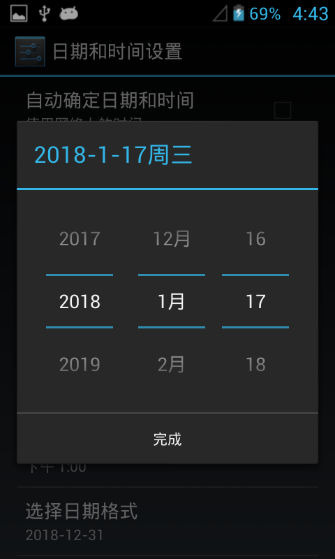 69% 4:43
日期和时间设置
自动确定日期和时间
2018-1-17周三
2017 12月 16
2018 1月 17
2019 2月 18
完成
下午 1:00
选择日期格式
2018-12-31